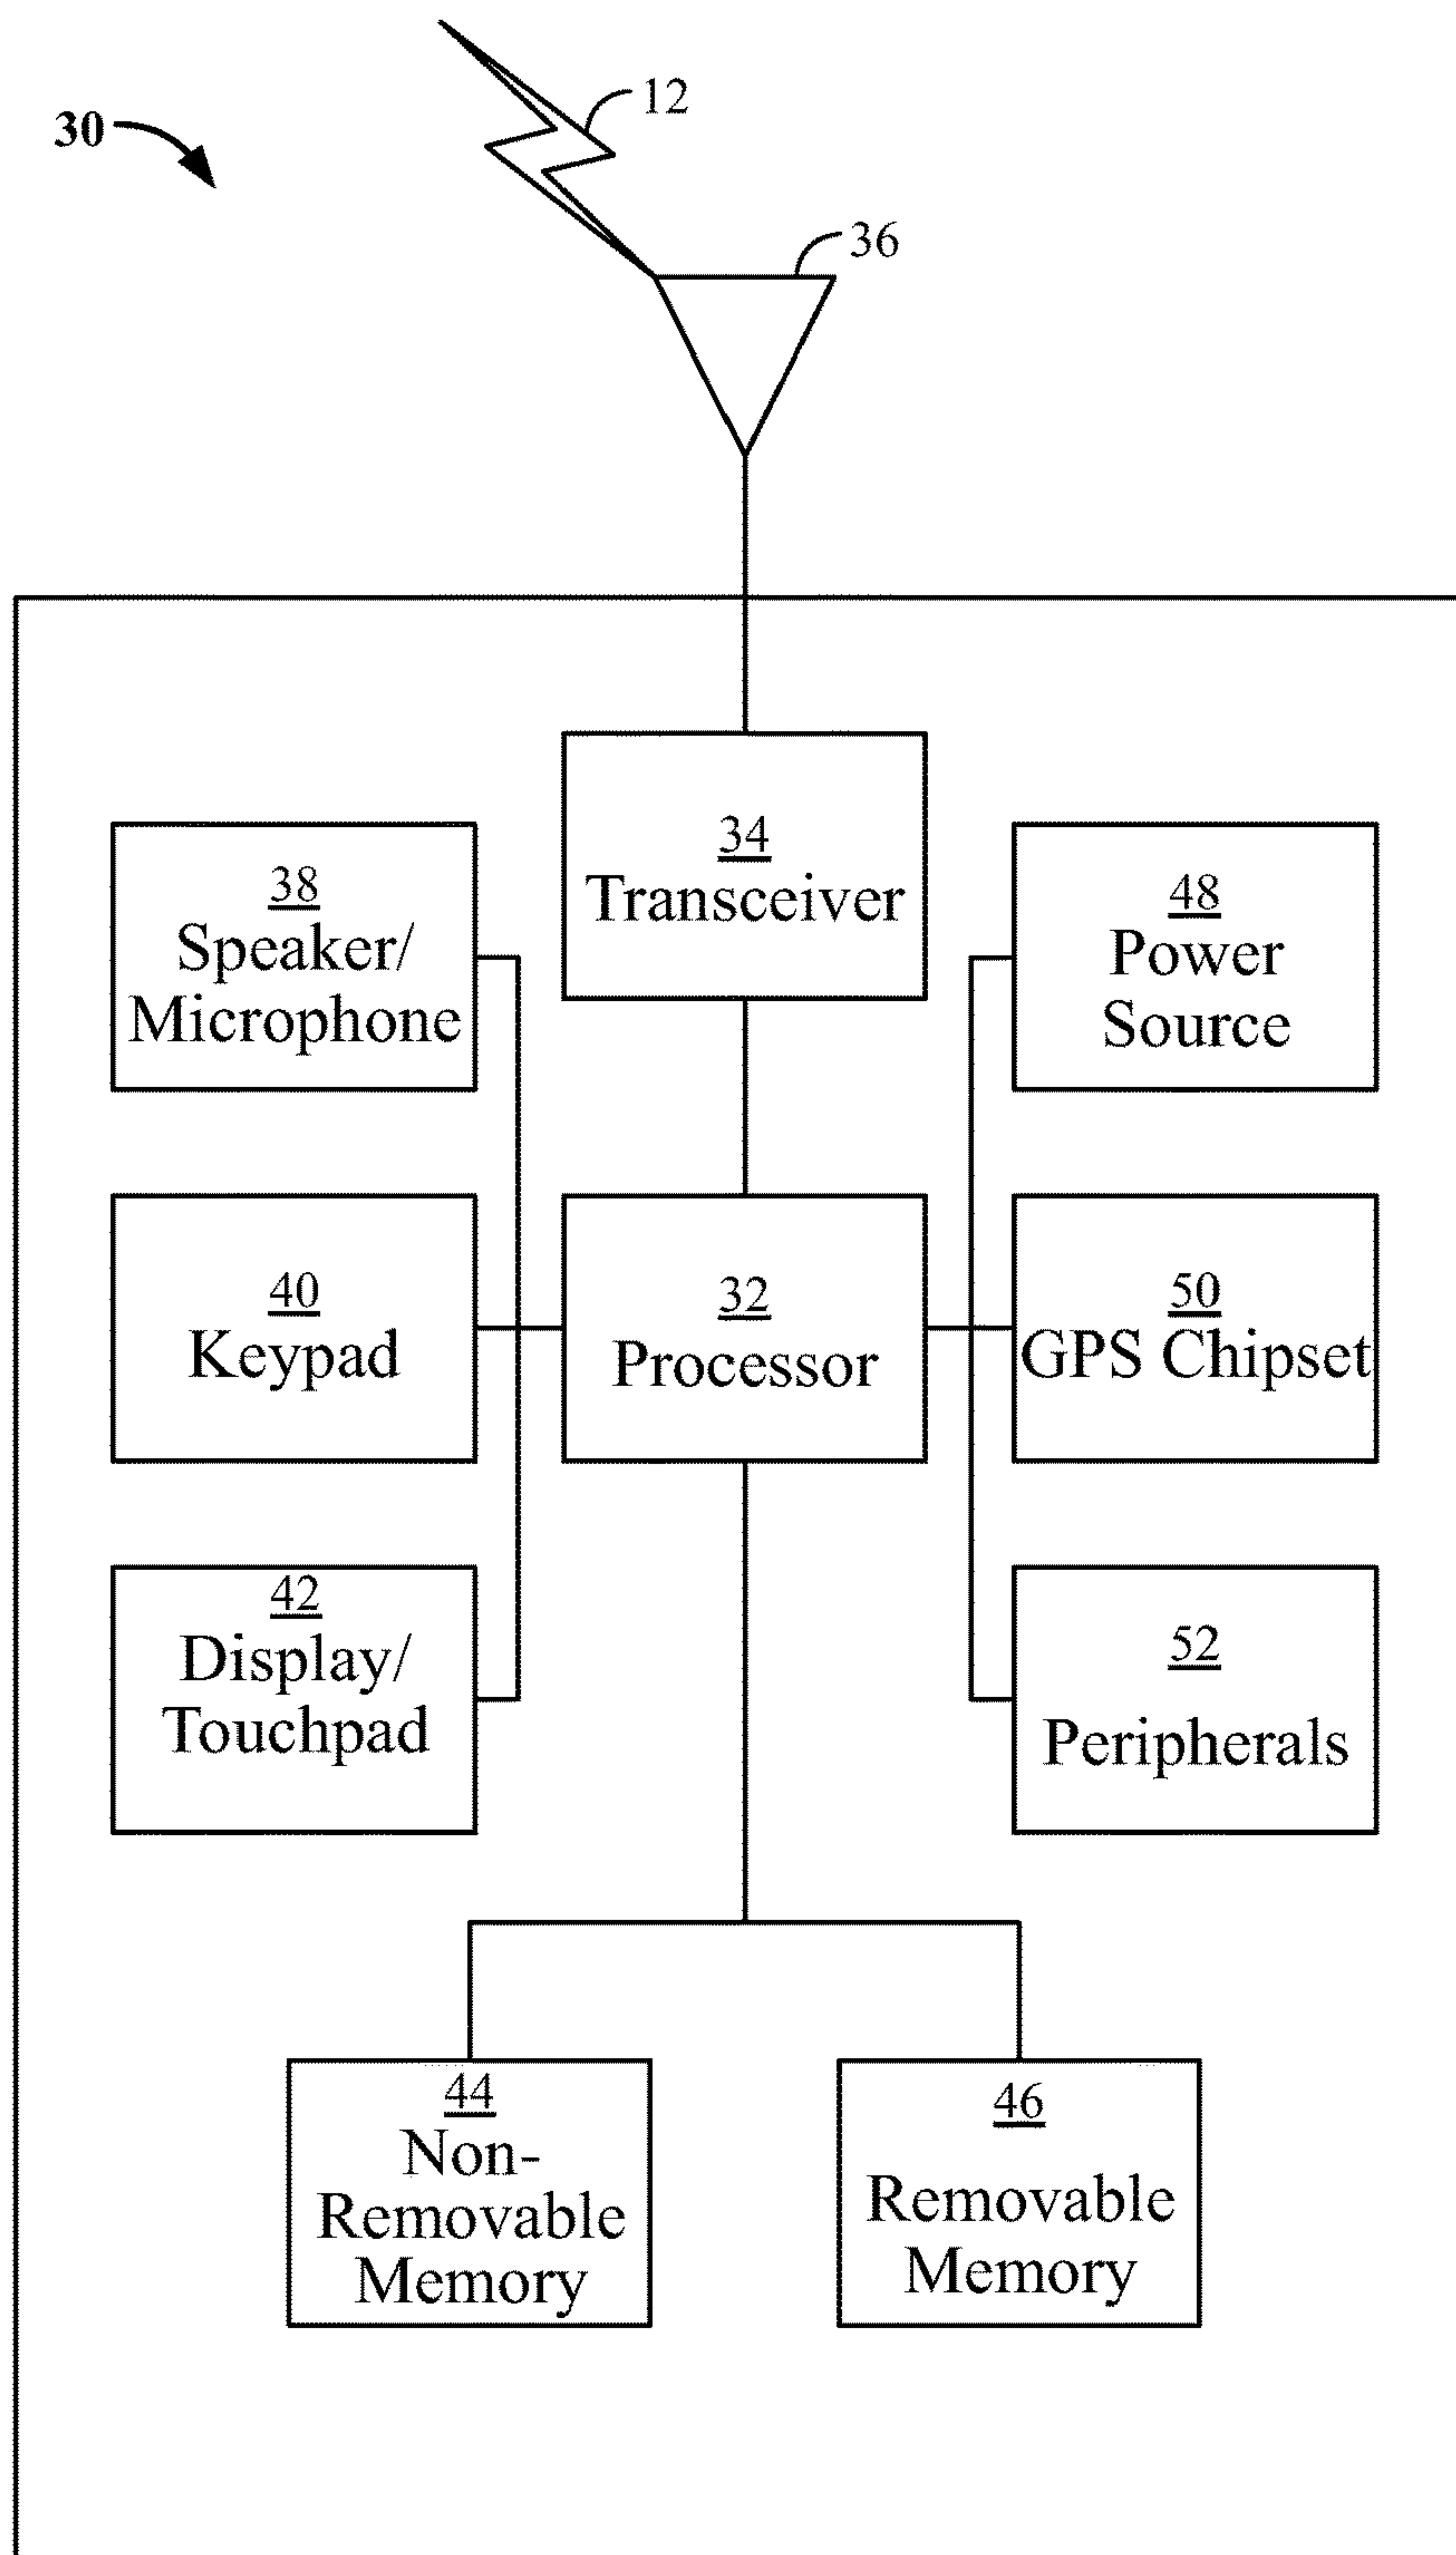 12
30
36
34
Transceiver
38
Speaker/
Microphone
48
Power
Source
40
Keypad
32
Processor
50
GPS Chipset
42
Display/
Touchpad
52
Peripherals
44
Non-
Removable
Memory
46
Removable
Memory